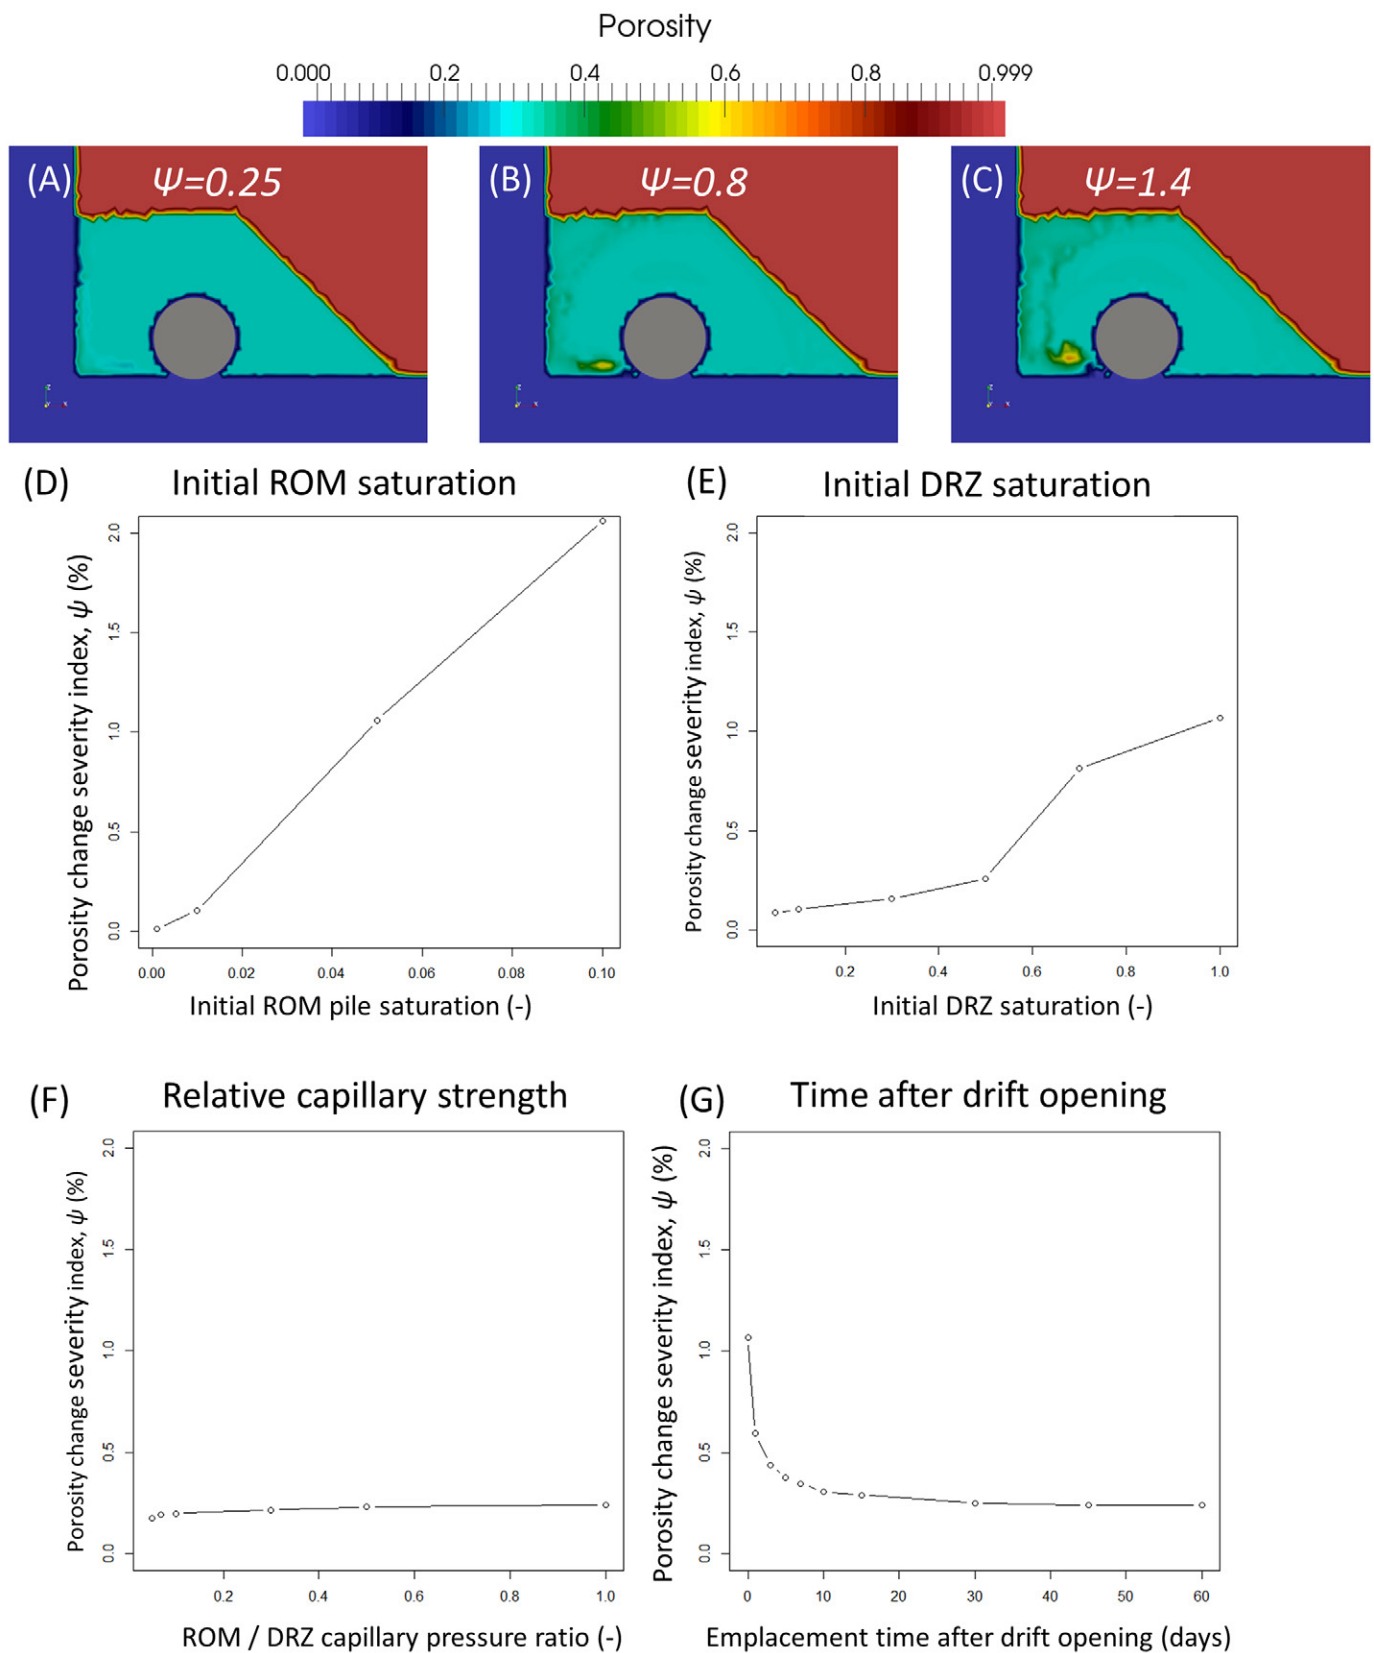 Porosity
0.000 0.2 0.4 0.6 0.8 0.999
(A) Ψ=0.25
(B) Ψ=0.8
(C) Ψ=1.4
(D) Initial ROM saturation
Porosity change severity index, ψ (%)
2.0
1.5
1.0
0.5
0.0
0.00 0.02 0.04 0.06 0.08 0.10
Initial ROM pile saturation (-)
(E) Initial DRZ saturation
Porosity change severity index, ψ (%)
2.0
1.5
1.0
0.5
0.0
0.2 0.4 0.6 0.8 1.0
Initial DRZ saturation (-)
(F) Relative capillary strength
Porosity change severity index, ψ (%)
2.0
1.5
1.0
0.5
0.0
0.2 0.4 0.6 0.8 1.0
ROM / DRZ capillary pressure ratio (-)
(G) Time after drift opening
Porosity change severity index, ψ (%)
2.0
1.5
1.0
0.5
0.0
0 10 20 30 40 50 60
Emplacement time after drift opening (days)